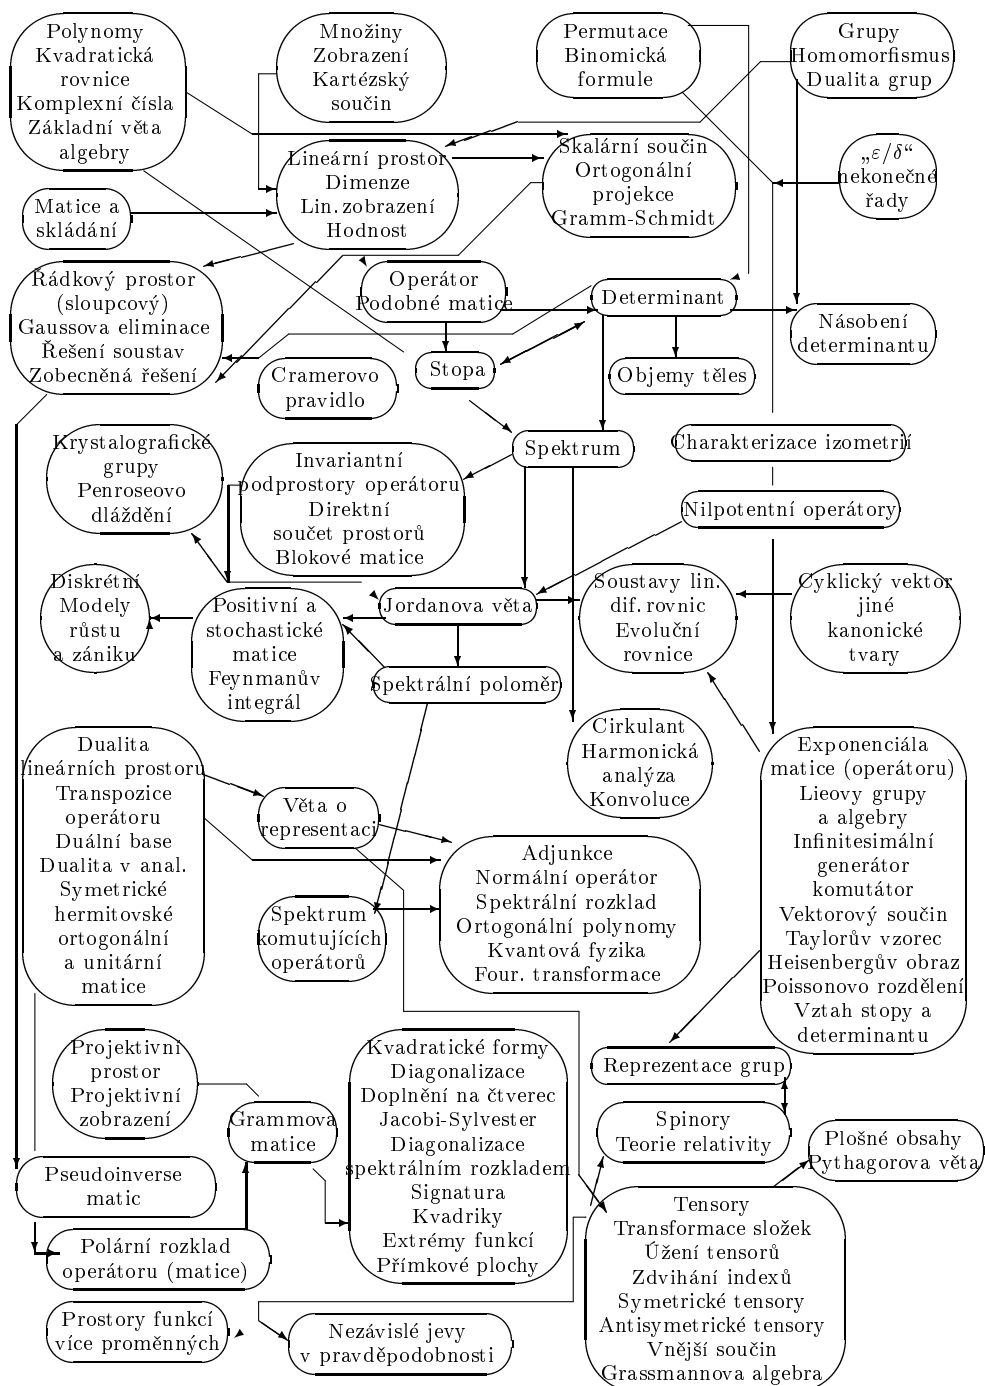 Polynomy
Kvadratická
rovnice
Komplexní čísla
Základní věta
algebry
Množiny
Zobrazení
Kartézský
součin
Permutace
Binomická
formule
Grupy
Homomorfismus
Dualita grup
Lineární prostor
Dimenze
Lin. zobrazení
Hodnost
Skalární součin
Ortogonální
projekce
Gramm-Schmidt
„ε/δ“
nekonečné
řady
Matice a
skládání
Řádkový prostor
(sloupcový)
Gaussova eliminace
Řešení soustav
Zobecněná řešení
Operátor
Podobné matice
Determinant
Násobení
determinantu
Stopa
Objemy těles
Cramerovo
pravidlo
Krystalografické
grupy
Penroseovo
dláždění
Invariantní
podprostory operátoru
Direktní
součet prostorů
Blokové matice
Spektrum
Charakterizace izometrií
Nilpotentní operátory
Diskrétní
Modely
růstu
a zániku
Positivní a
stochastické
matice
Feynmanův
integrál
Jordanova věta
Soustavy lin.
dif. rovnic
Evoluční
rovnice
Cyklický vektor
jiné
kanonické
tvary
Spektrální poloměr
Cirkulant
Harmonická
analýza
Konvoluce
Dualita
lineárních prostoru
Transpozice
operátoru
Duální base
Dualita v anal.
Symetrické
hermitovské
ortogonální
a unitární
matice
Věta o
representaci
Adjunkce
Normální operátor
Spektrální rozklad
Ortogonální polynomy
Kvantová fyzika
Four. transformace
Exponenciála
matice (operátoru)
Lieovy grupy
a algebry
Infinitesimální
generátor
komutátor
Vektorový součin
Taylorův vzorec
Heisenbergův obraz
Poissonovo rozdělení
Vztah stopy a
determinantu
Spektrum
komutujících
operátorů
Projektivní
prostor
Projektivní
zobrazení
Grammova
matice
Kvadratické formy
Diagonalizace
Doplnění na čtverec
Jacobi-Sylvester
Diagonalizace
spektrálním rozkladem
Signatura
Kvadriky
Extrémy funkcí
Přímkové plochy
Reprezentace grup
Spinory
Teorie relativity
Plošné obsahy
Pythagorova věta
Pseudoinverse
matic
Polární rozklad
operátoru (matice)
Tensory
Transformace složek
Úžení tensorů
Zdvihání indexů
Symetrické tensory
Antisymetrické tensory
Vnější součin
Grassmannova algebra
Prostory funkcí
více proměnných
Nezávislé jevy
v pravděpodobnosti